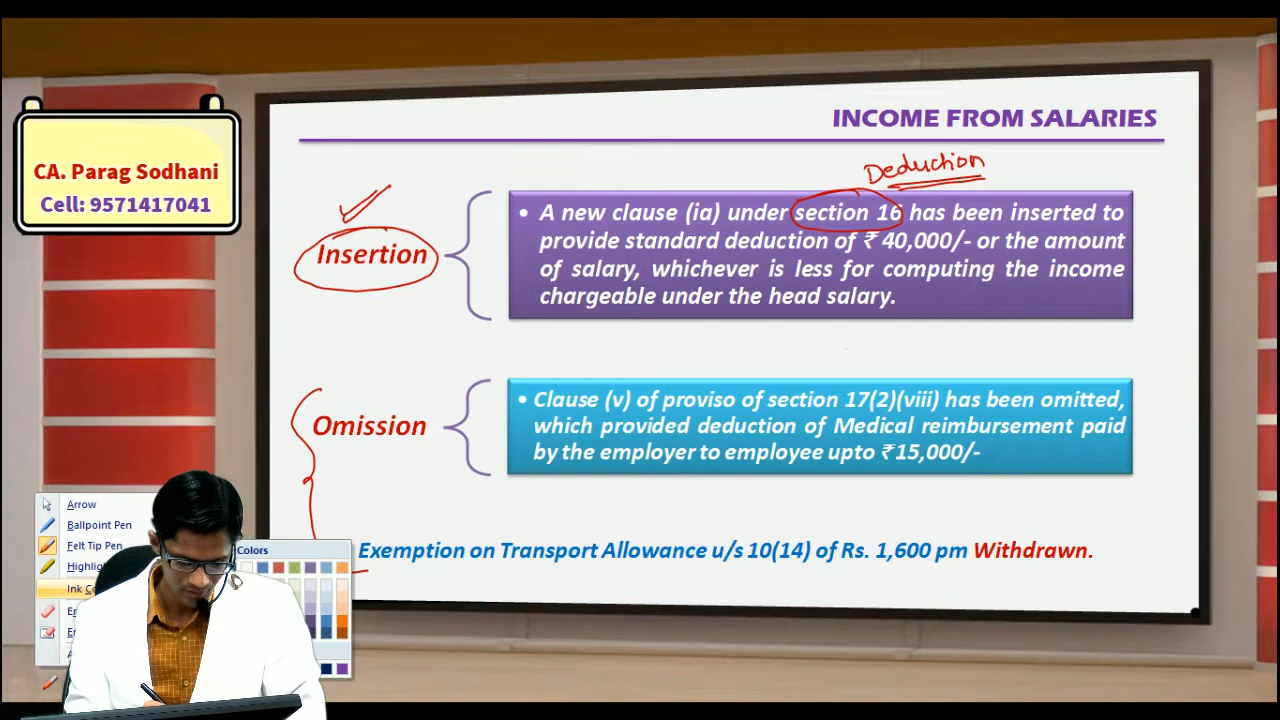 CA. Parag Sodhani
Cell: 9571417041
INCOME FROM SALARIES
Deduction
Insertion
• A new clause (ia) under section 16 has been inserted to
provide standard deduction of ₹ 40,000/- or the amount
of salary, whichever is less for computing the income
chargeable under the head salary.
Omission
• Clause (v) of proviso of section 17(2)(viii) has been omitted,
which provided deduction of Medical reimbursement paid
by the employer to employee upto ₹ 15,000/-
Exemption on Transport Allowance u/s 10(14) of Rs. 1,600 pm Withdrawn.
Arrow
Ballpoint Pen
Felt Tip Pen
Colors